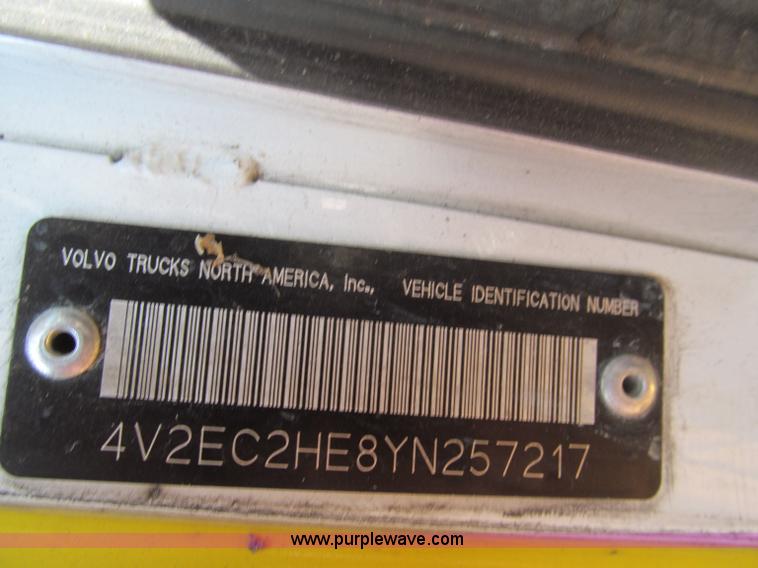 VOLVO TRUCKS NORTH AMERICA, Inc., VEHICLE IDENTIFICATION NUMBER
4V2EC2HE8YN257217
www.purplewave.com